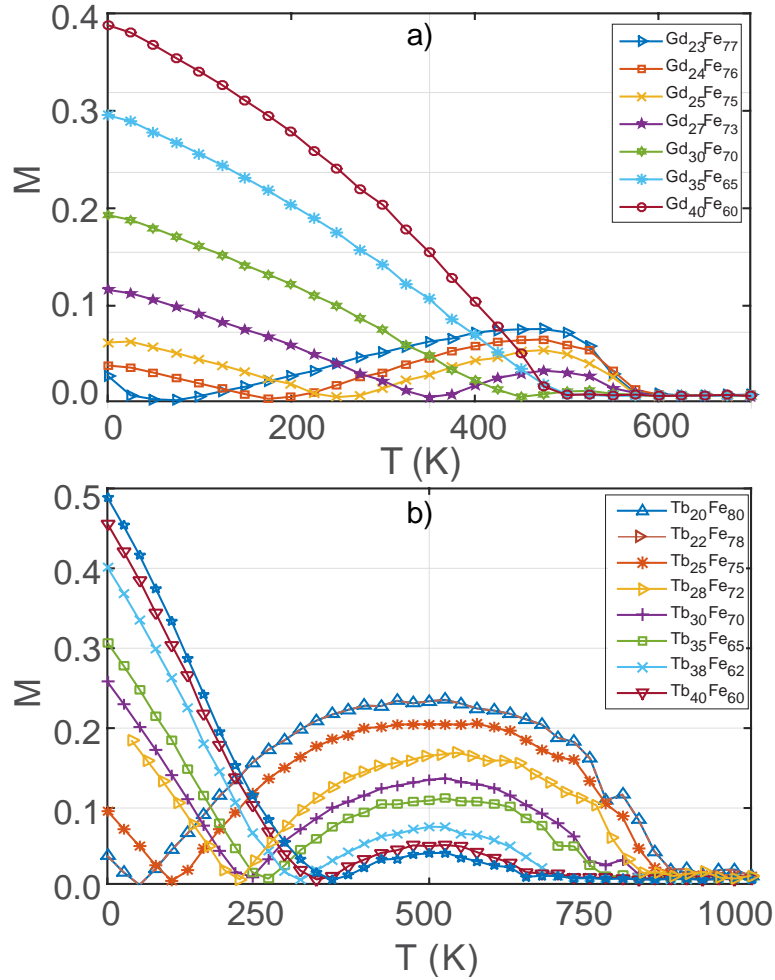 a)
M
0.4
0.3
0.2
0.1
0.0
Gd23Fe77
Gd24Fe76
Gd25Fe75
Gd27Fe73
Gd30Fe70
Gd35Fe65
Gd40Fe60
0 200 400 600
T (K)
b)
M
0.5
0.4
0.3
0.2
0.1
0.0
Tb20Fe80
Tb22Fe78
Tb25Fe75
Tb28Fe72
Tb30Fe70
Tb35Fe65
Tb38Fe62
Tb40Fe60
0 250 500 750 1000
T (K)